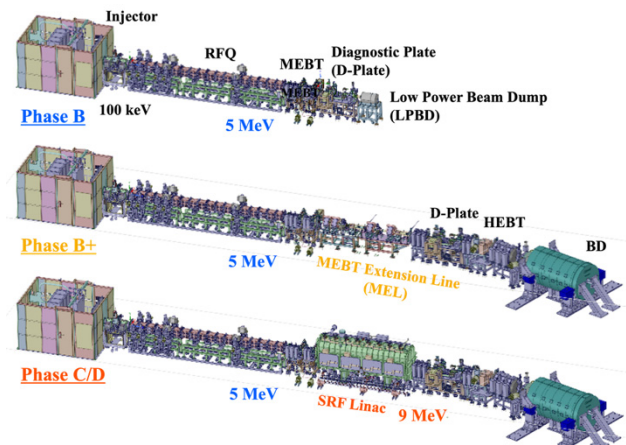 Injector
RFQ
MEBT
Diagnostic Plate
(D-Plate)
MEBT
Low Power Beam Dump
(LPBD)
100 keV
Phase B
5 MeV
D-Plate
HEBT
BD
Phase B+
5 MeV
MEBT Extension Line
(MEL)
Phase C/D
5 MeV
SRF Linac
9 MeV